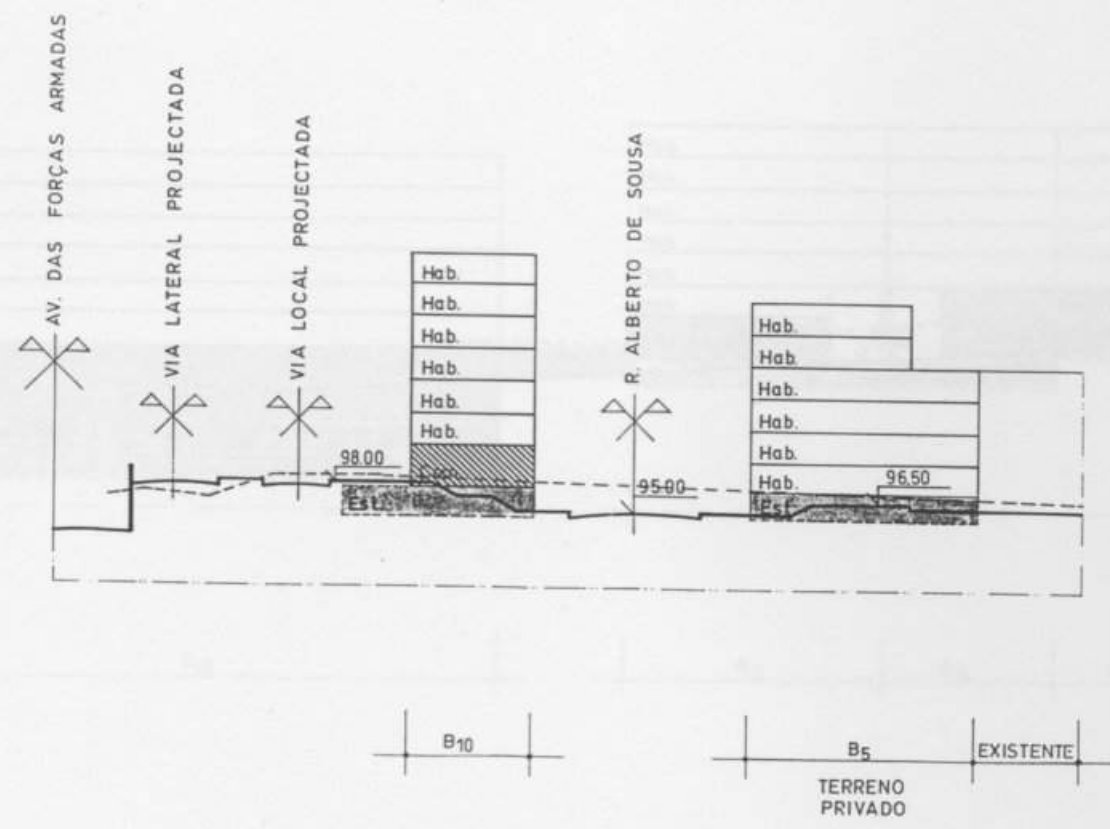 AV. DAS FORÇAS ARMADAS
VIA LATERAL PROJECTADA
VIA LOCAL PROJECTADA
R. ALBERTO DE SOUSA
Hab.
Hab.
Hab.
Hab.
Hab.
Hab.
Com.
Est.
98.00
95.00
Hab.
Hab.
Hab.
Hab.
Hab.
Hab.
Est.
96,50
B10
B5
EXISTENTE
TERRENO
PRIVADO